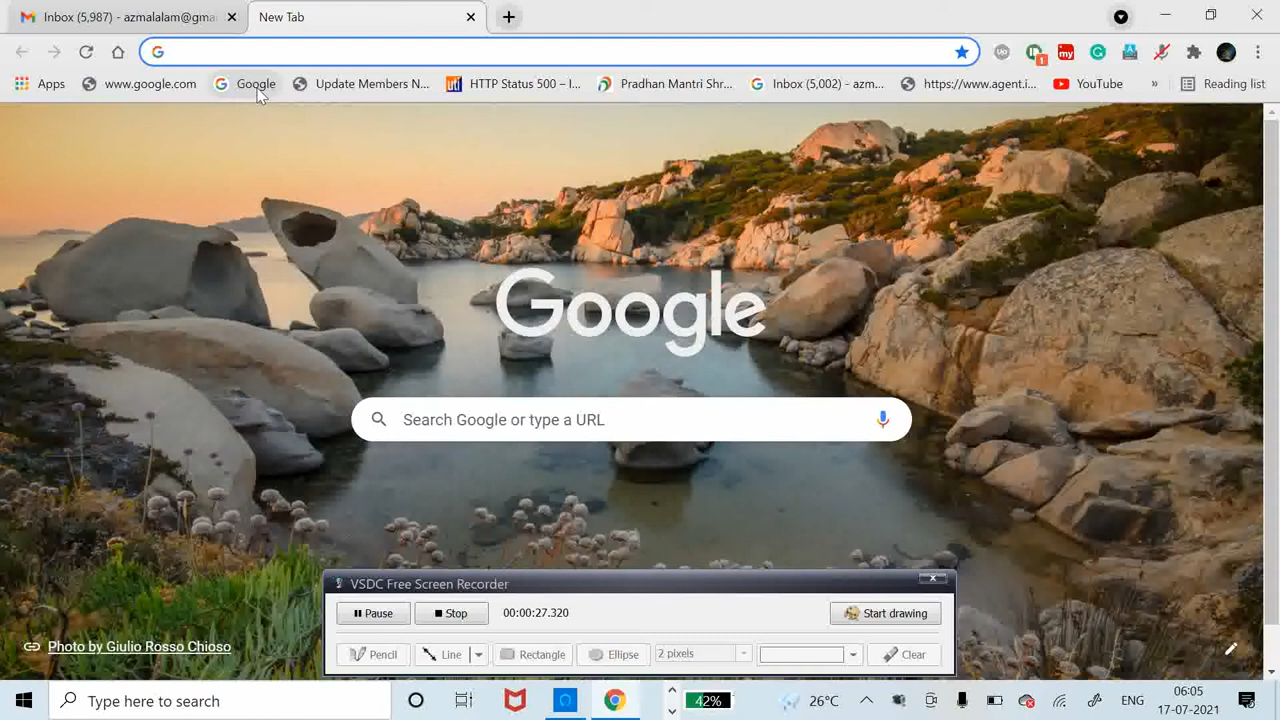 Inbox (5,987) - azmalalam@gma
New Tab
Apps
www.google.com
Google
Update Members N...
HTTP Status 500 – I...
Pradhan Mantri Shr...
Inbox (5,002) - azm...
https://www.agent.i...
YouTube
»
Reading list
Google
Search Google or type a URL
VSDC Free Screen Recorder
Pause
Stop
00:00:27.320
Start drawing
Pencil
Line
Rectangle
Ellipse
2 pixels
Clear
Photo by Giulio Rosso Chioso
Type here to search
42%
26°C
ENG
06:05
17-07-2021